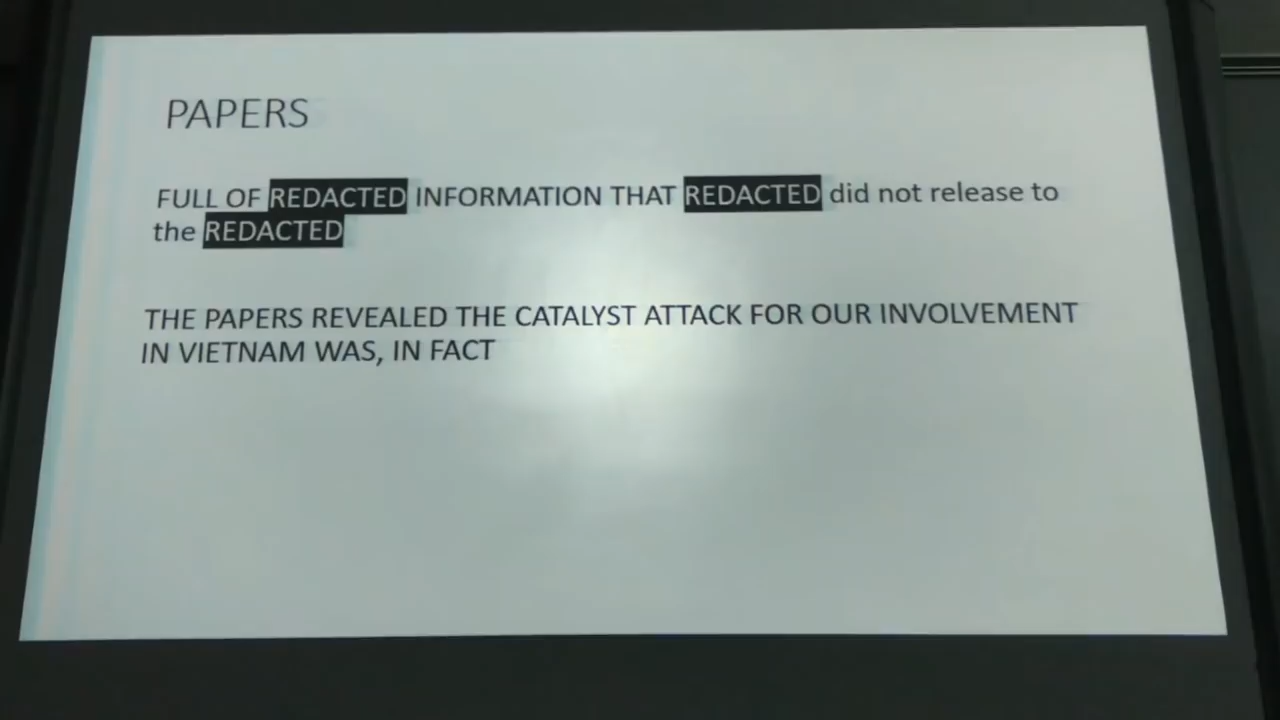 PAPERS
FULL OF REDACTED INFORMATION THAT REDACTED did not release to
the REDACTED
THE PAPERS REVEALED THE CATALYST ATTACK FOR OUR INVOLVEMENT
IN VIETNAM WAS, IN FACT